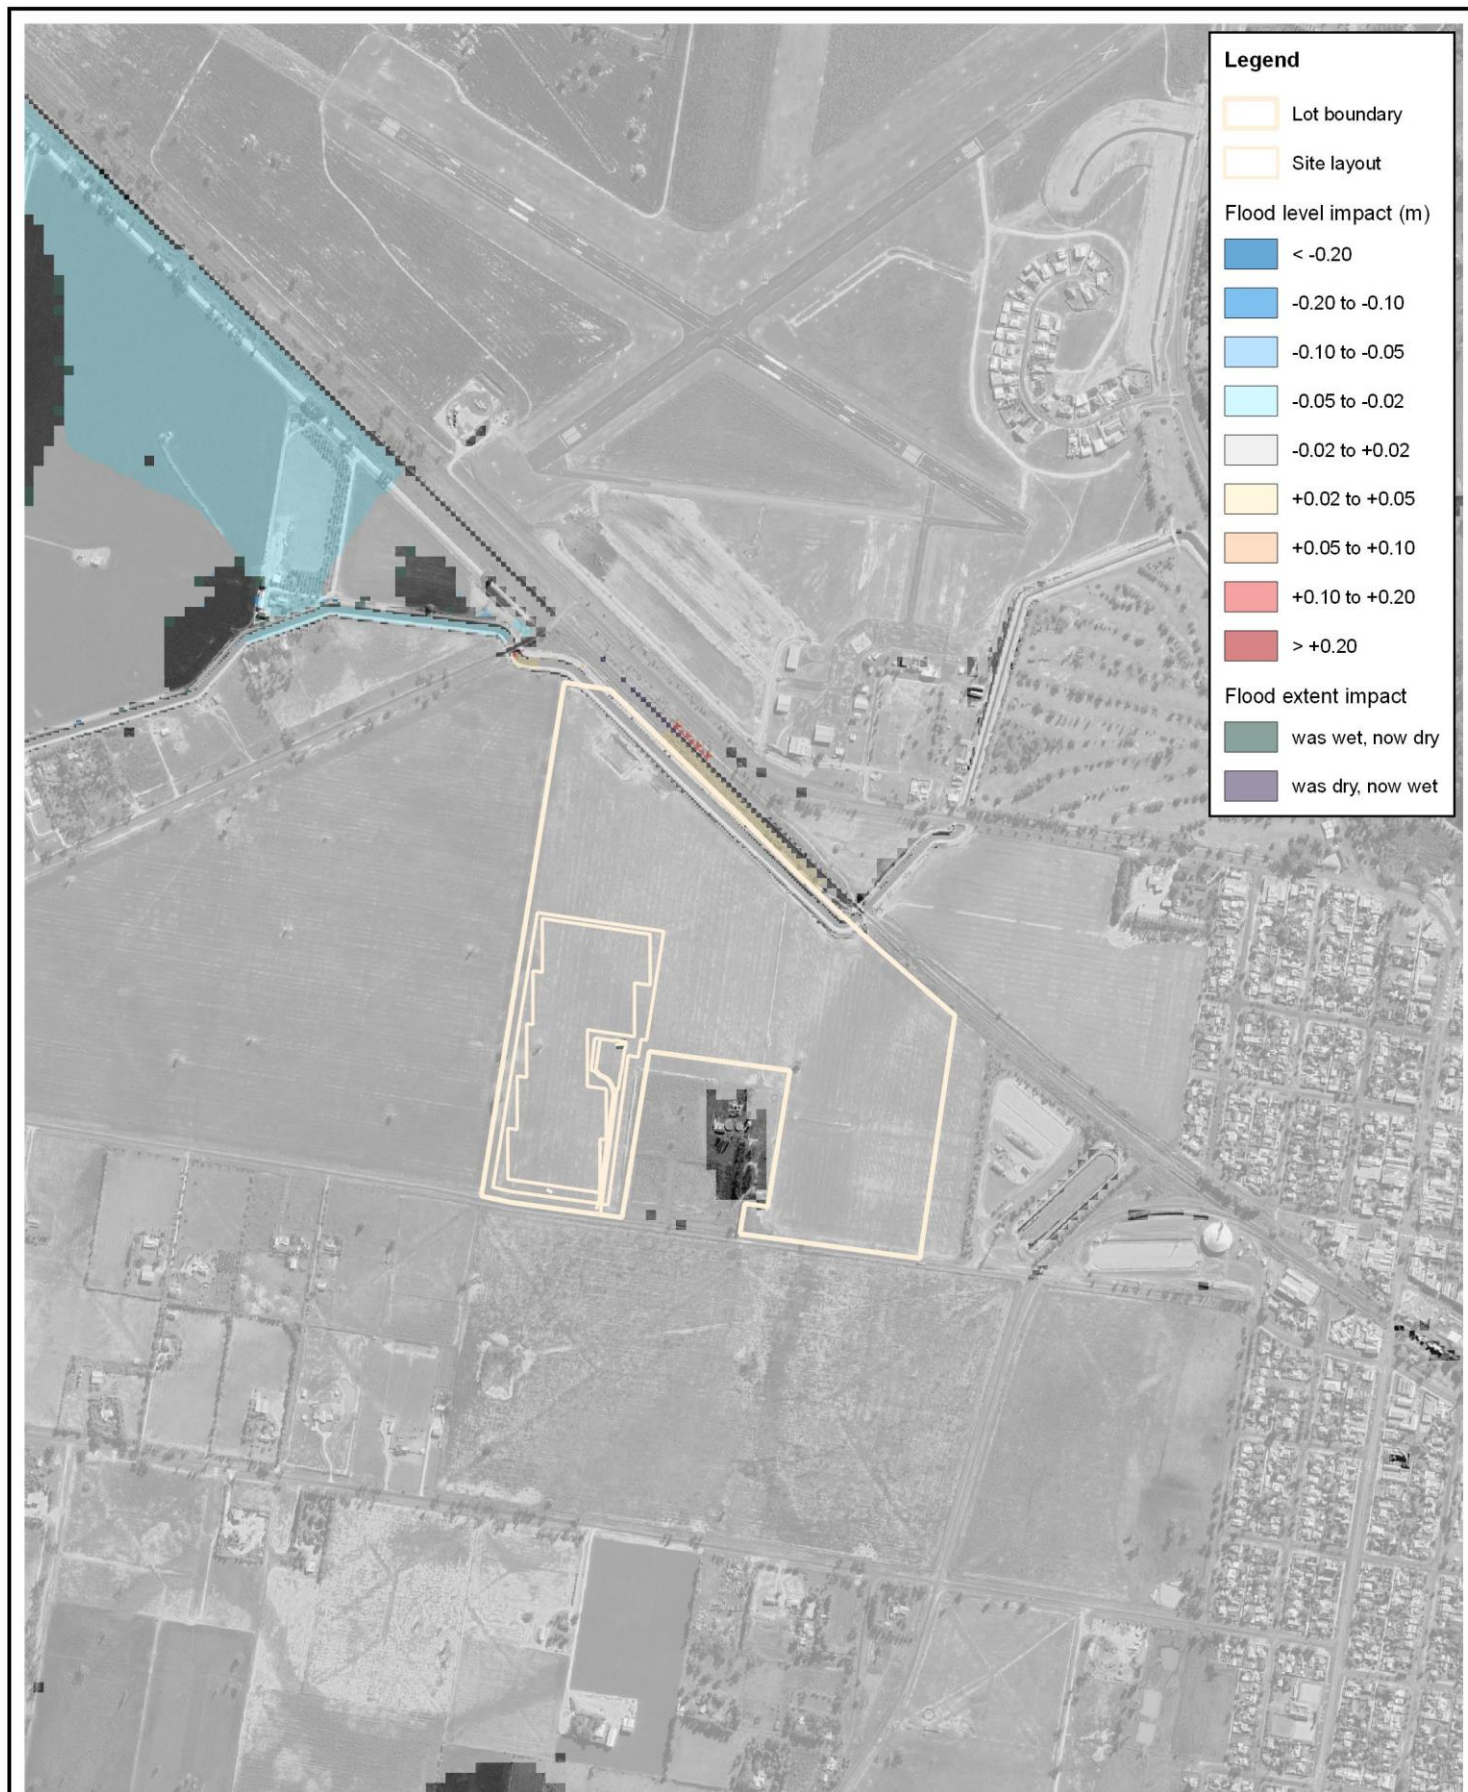 Legend
Lot boundary
Site layout
Flood level impact (m)
< -0.20
-0.20 to -0.10
-0.10 to -0.05
-0.05 to -0.02
-0.02 to +0.02
+0.02 to +0.05
+0.05 to +0.10
+0.10 to +0.20
> +0.20
Flood extent impact
was wet, now dry
was dry, now wet